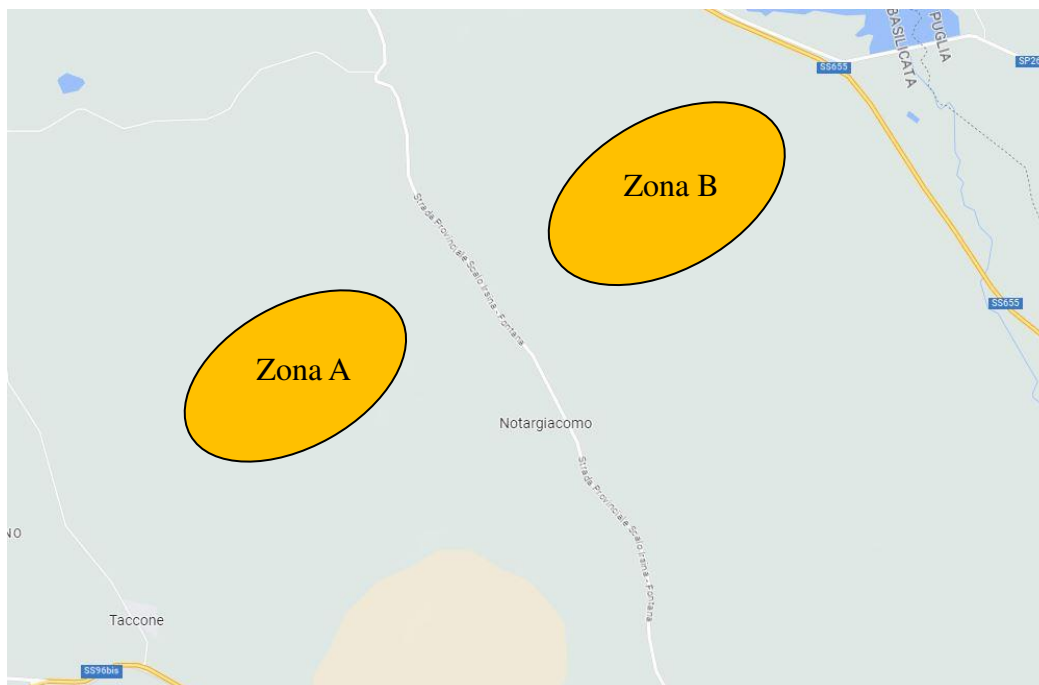 BASILICATA
PUGLIA
SS655
SP26
Zona B
Strada Provinciale Scalo Irsina - Fontana
SS655
Zona A
Notargiacomo
Strada Provinciale Scalo Irsina - Fontana
NO
Taccone
SS96bis